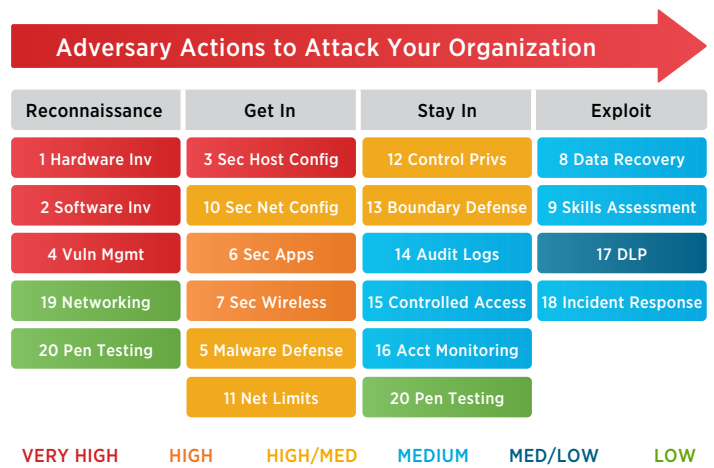 Adversary Actions to Attack Your Organization
Reconnaissance Get In Stay In Exploit
1 Hardware Inv 3 Sec Host Config 12 Control Privs 8 Data Recovery
2 Software Inv 10 Sec Net Config 13 Boundary Defense 9 Skills Assessment
4 Vuln Mgmt 6 Sec Apps 14 Audit Logs 17 DLP
19 Networking 7 Sec Wireless 15 Controlled Access 18 Incident Response
20 Pen Testing 5 Malware Defense 16 Acct Monitoring
11 Net Limits 20 Pen Testing
VERY HIGH HIGH HIGH/MED MEDIUM MED/LOW LOW